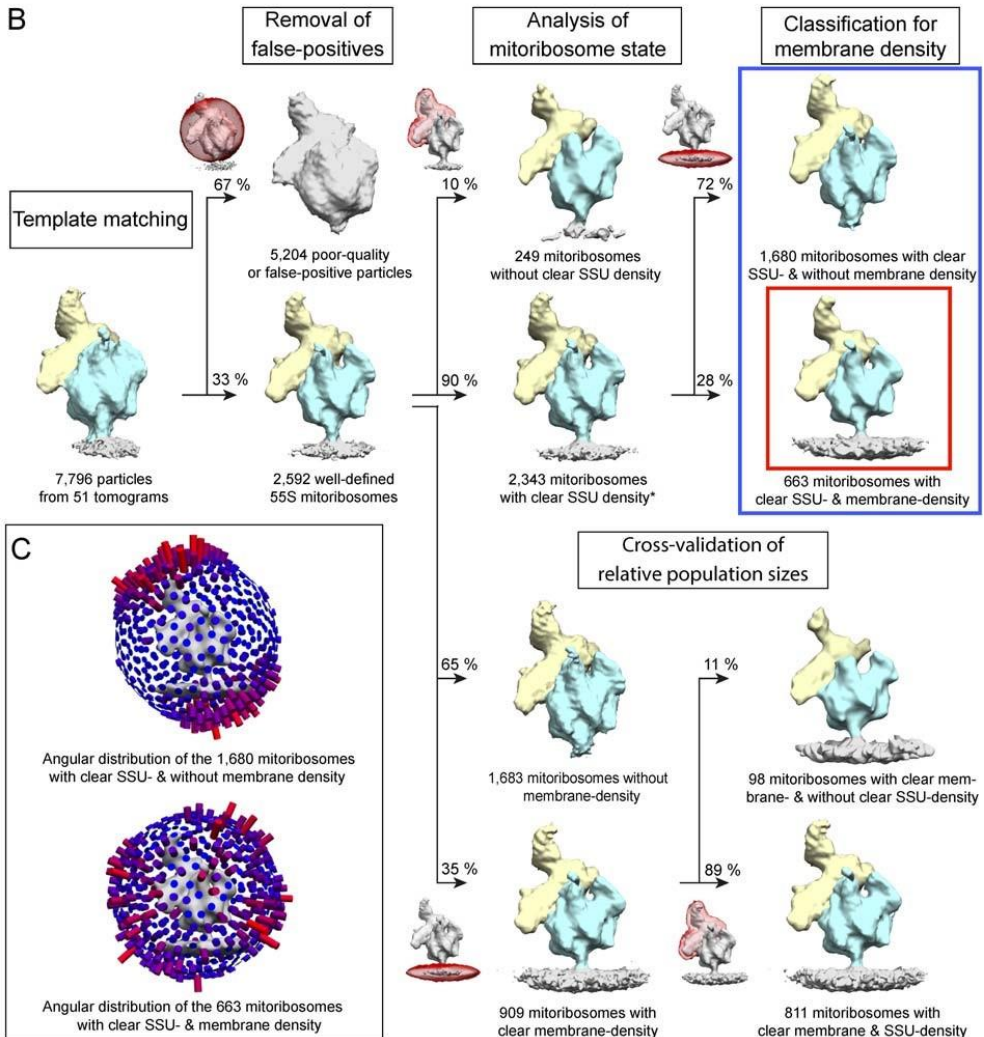 B
Removal of
false-positives
Analysis of
mitoribosome state
Classification for
membrane density
67 %
10 %
72 %
Template matching
5,204 poor-quality
or false-positive particles
249 mitoribosomes
without clear SSU density
1,680 mitoribosomes with clear
SSU- & without membrane density
33 %
90 %
28 %
7,796 particles
from 51 tomograms
2,592 well-defined
55S mitoribosomes
2,343 mitoribosomes
with clear SSU density*
663 mitoribosomes with
clear SSU- & membrane-density
C
Angular distribution of the 1,680 mitoribosomes
with clear SSU- & without membrane density
Angular distribution of the 663 mitoribosomes
with clear SSU- & membrane density
Cross-validation of
relative population sizes
65 %
11 %
1,683 mitoribosomes without
membrane-density
98 mitoribosomes with clear mem-
brane- & without clear SSU-density
35 %
89 %
909 mitoribosomes with
clear membrane-density
811 mitoribosomes with
clear membrane & SSU-density